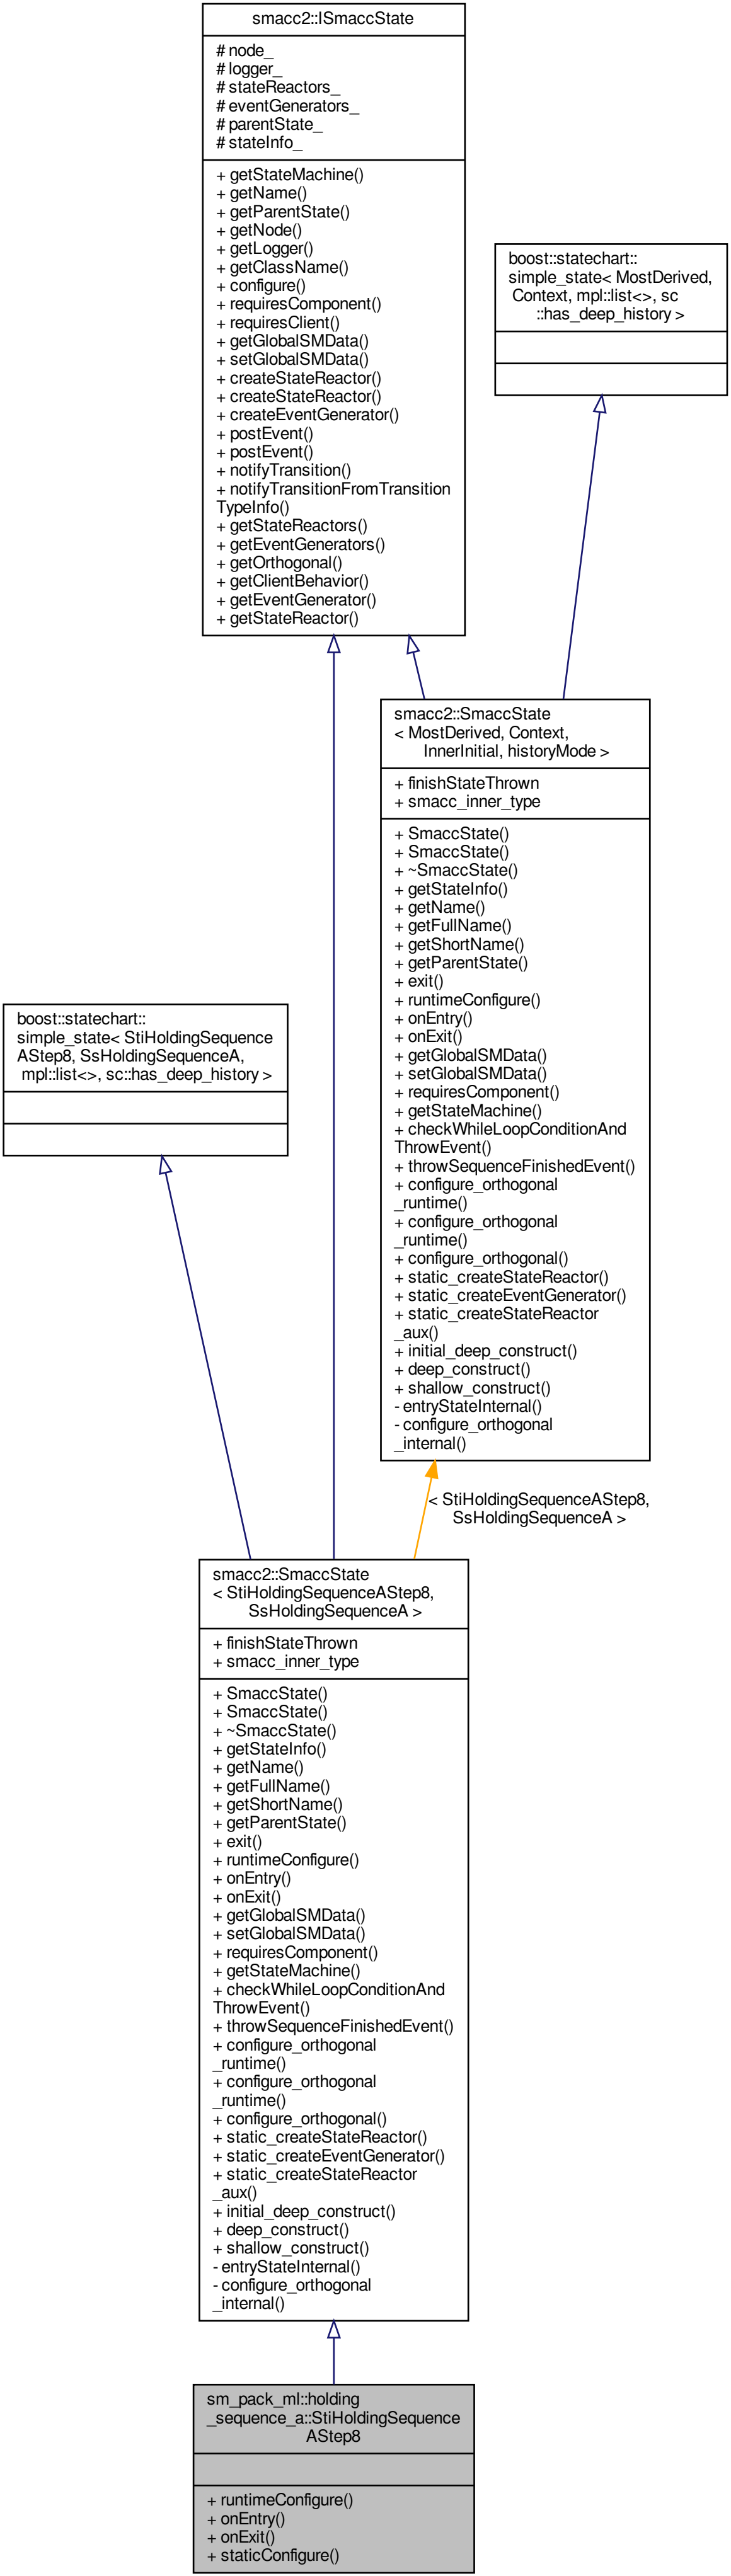 smacc2::ISmaccState
# node_
# logger_
# stateReactors_
# eventGenerators_
# parentState_
# stateInfo_
+ getStateMachine()
+ getName()
+ getParentState()
+ getNode()
+ getLogger()
+ getClassName()
+ configure()
+ requiresComponent()
+ requiresClient()
+ getGlobalSMData()
+ setGlobalSMData()
+ createStateReactor()
+ createStateReactor()
+ createEventGenerator()
+ postEvent()
+ postEvent()
+ notifyTransition()
+ notifyTransitionFromTransition
TypeInfo()
+ getStateReactors()
+ getEventGenerators()
+ getOrthogonal()
+ getClientBehavior()
+ getEventGenerator()
+ getStateReactor()
boost::statechart::
simple_state< MostDerived,
Context, mpl::list<>, sc
::has_deep_history >
smacc2::SmaccState
< MostDerived, Context,
InnerInitial, historyMode >
+ finishStateThrown
+ smacc_inner_type
+ SmaccState()
+ SmaccState()
+ ~SmaccState()
+ getStateInfo()
+ getName()
+ getFullName()
+ getShortName()
+ getParentState()
+ exit()
+ runtimeConfigure()
+ onEntry()
+ onExit()
+ getGlobalSMData()
+ setGlobalSMData()
+ requiresComponent()
+ getStateMachine()
+ checkWhileLoopConditionAnd
ThrowEvent()
+ throwSequenceFinishedEvent()
+ configure_orthogonal
_runtime()
+ configure_orthogonal
_runtime()
+ configure_orthogonal()
+ static_createStateReactor()
+ static_createEventGenerator()
+ static_createStateReactor
_aux()
+ initial_deep_construct()
+ deep_construct()
+ shallow_construct()
- entryStateInternal()
- configure_orthogonal
_internal()
boost::statechart::
simple_state< StiHoldingSequence
AStep8, SsHoldingSequenceA,
mpl::list<>, sc::has_deep_history >
< StiHoldingSequenceAStep8,
SsHoldingSequenceA >
smacc2::SmaccState
< StiHoldingSequenceAStep8,
SsHoldingSequenceA >
+ finishStateThrown
+ smacc_inner_type
+ SmaccState()
+ SmaccState()
+ ~SmaccState()
+ getStateInfo()
+ getName()
+ getFullName()
+ getShortName()
+ getParentState()
+ exit()
+ runtimeConfigure()
+ onEntry()
+ onExit()
+ getGlobalSMData()
+ setGlobalSMData()
+ requiresComponent()
+ getStateMachine()
+ checkWhileLoopConditionAnd
ThrowEvent()
+ throwSequenceFinishedEvent()
+ configure_orthogonal
_runtime()
+ configure_orthogonal
_runtime()
+ configure_orthogonal()
+ static_createStateReactor()
+ static_createEventGenerator()
+ static_createStateReactor
_aux()
+ initial_deep_construct()
+ deep_construct()
+ shallow_construct()
- entryStateInternal()
- configure_orthogonal
_internal()
sm_pack_ml::holding
_sequence_a::StiHoldingSequence
AStep8
+ runtimeConfigure()
+ onEntry()
+ onExit()
+ staticConfigure()